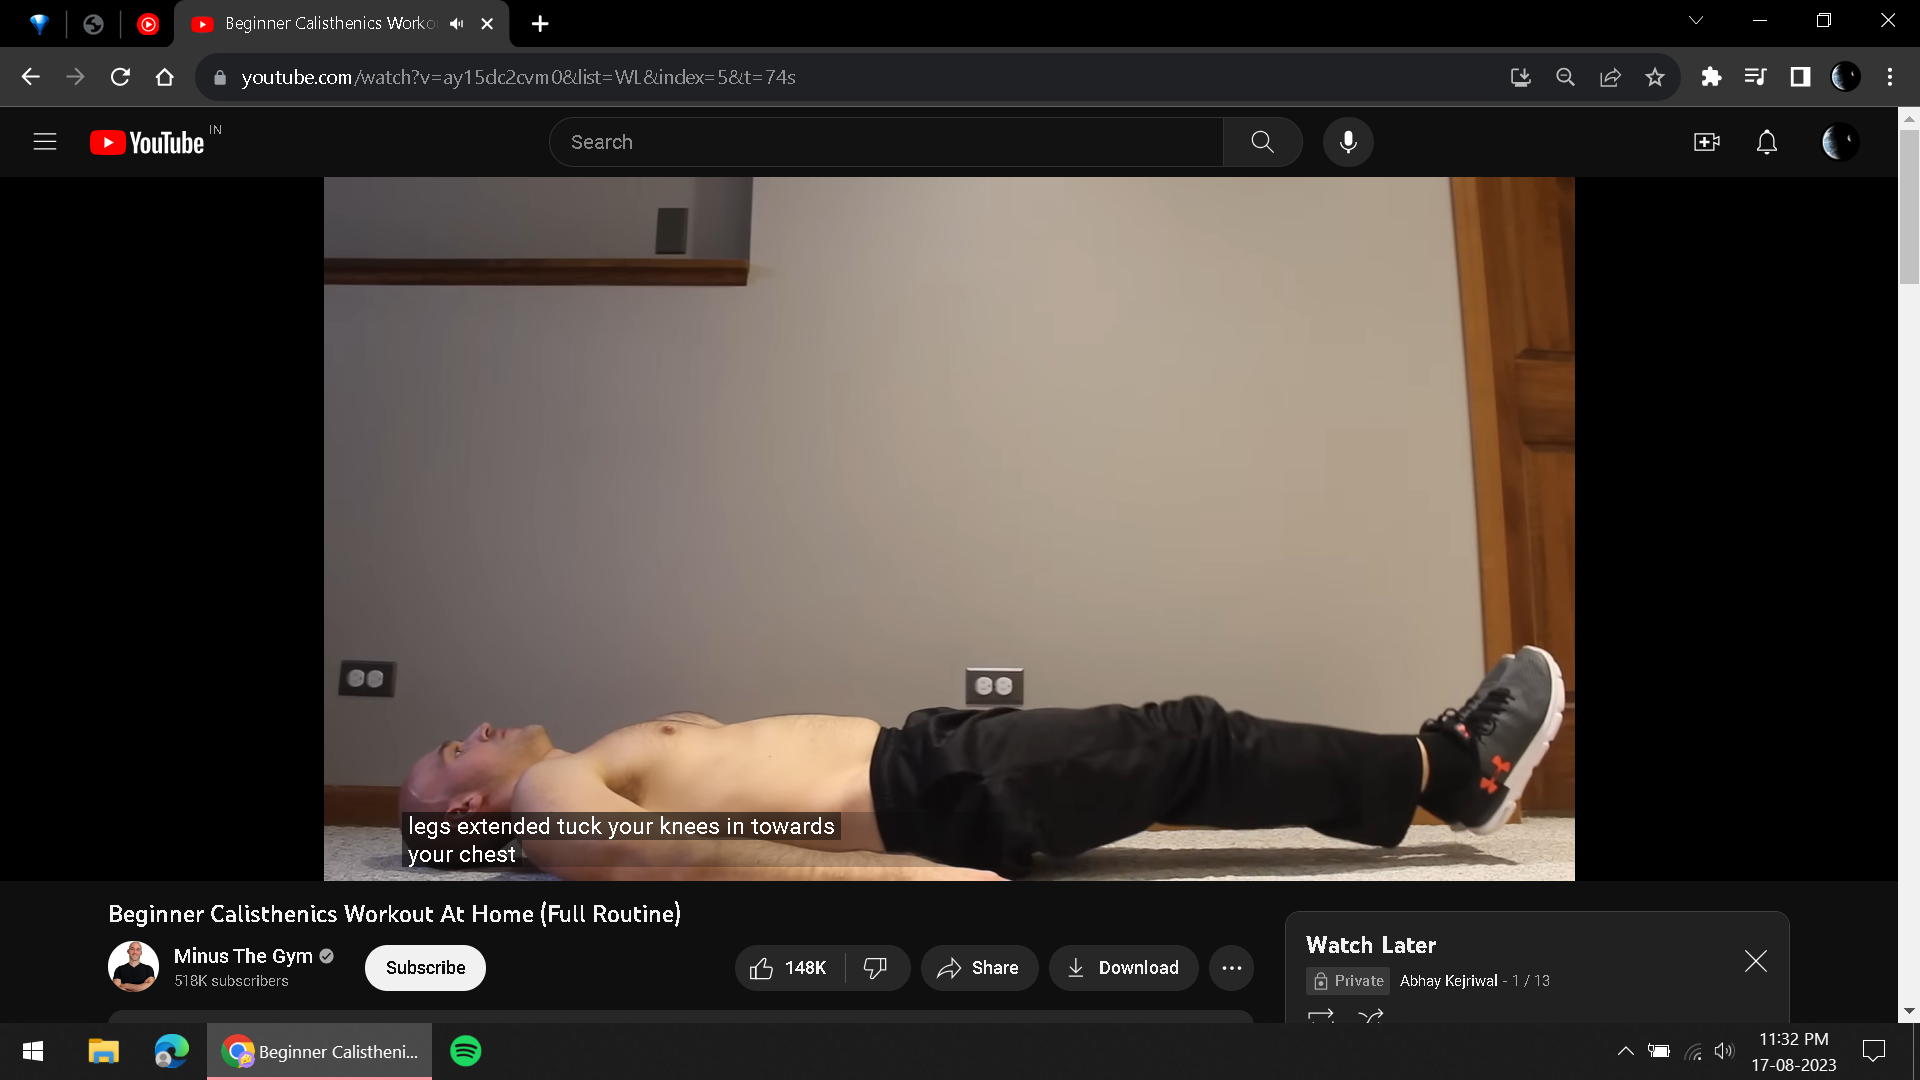 Beginner Calisthenics Worko
youtube.com/watch?v=ay15dc2cvm0&list=WL&index=5&t=74s
YouTube IN
Search
legs extended tuck your knees in towards
your chest
Beginner Calisthenics Workout At Home (Full Routine)
Minus The Gym
518K subscribers
Subscribe
148K
Share
Download
Watch Later
Private Abhay Kejriwal - 1 / 13
Beginner Calistheni...
11:32 PM
17-08-2023